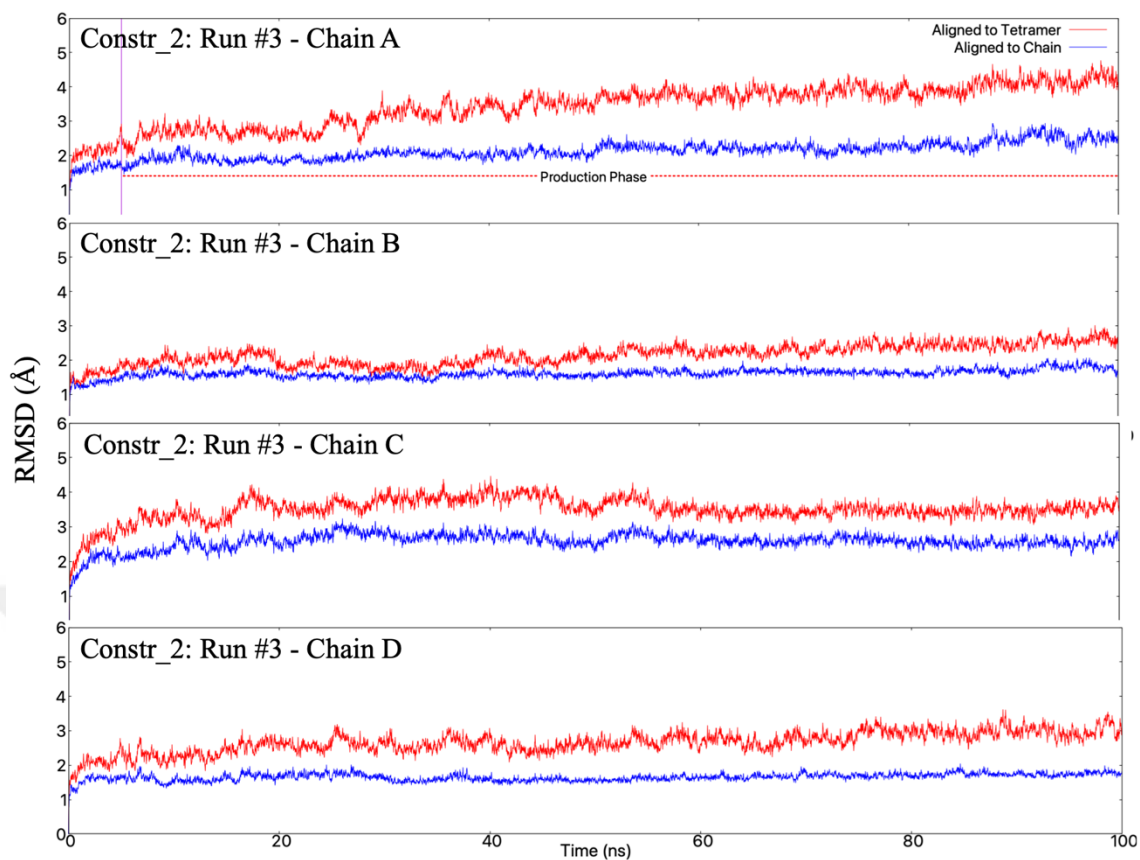 Constr_2: Run #3 - Chain A
Aligned to Tetramer
Aligned to Chain
6
5
4
3
2
1
Production Phase
Constr_2: Run #3 - Chain B
6
5
4
3
2
1
RMSD (Å)
Constr_2: Run #3 - Chain C
6
5
4
3
2
1
Constr_2: Run #3 - Chain D
6
5
4
3
2
1
0
0 20 40 60 80 100
Time (ns)